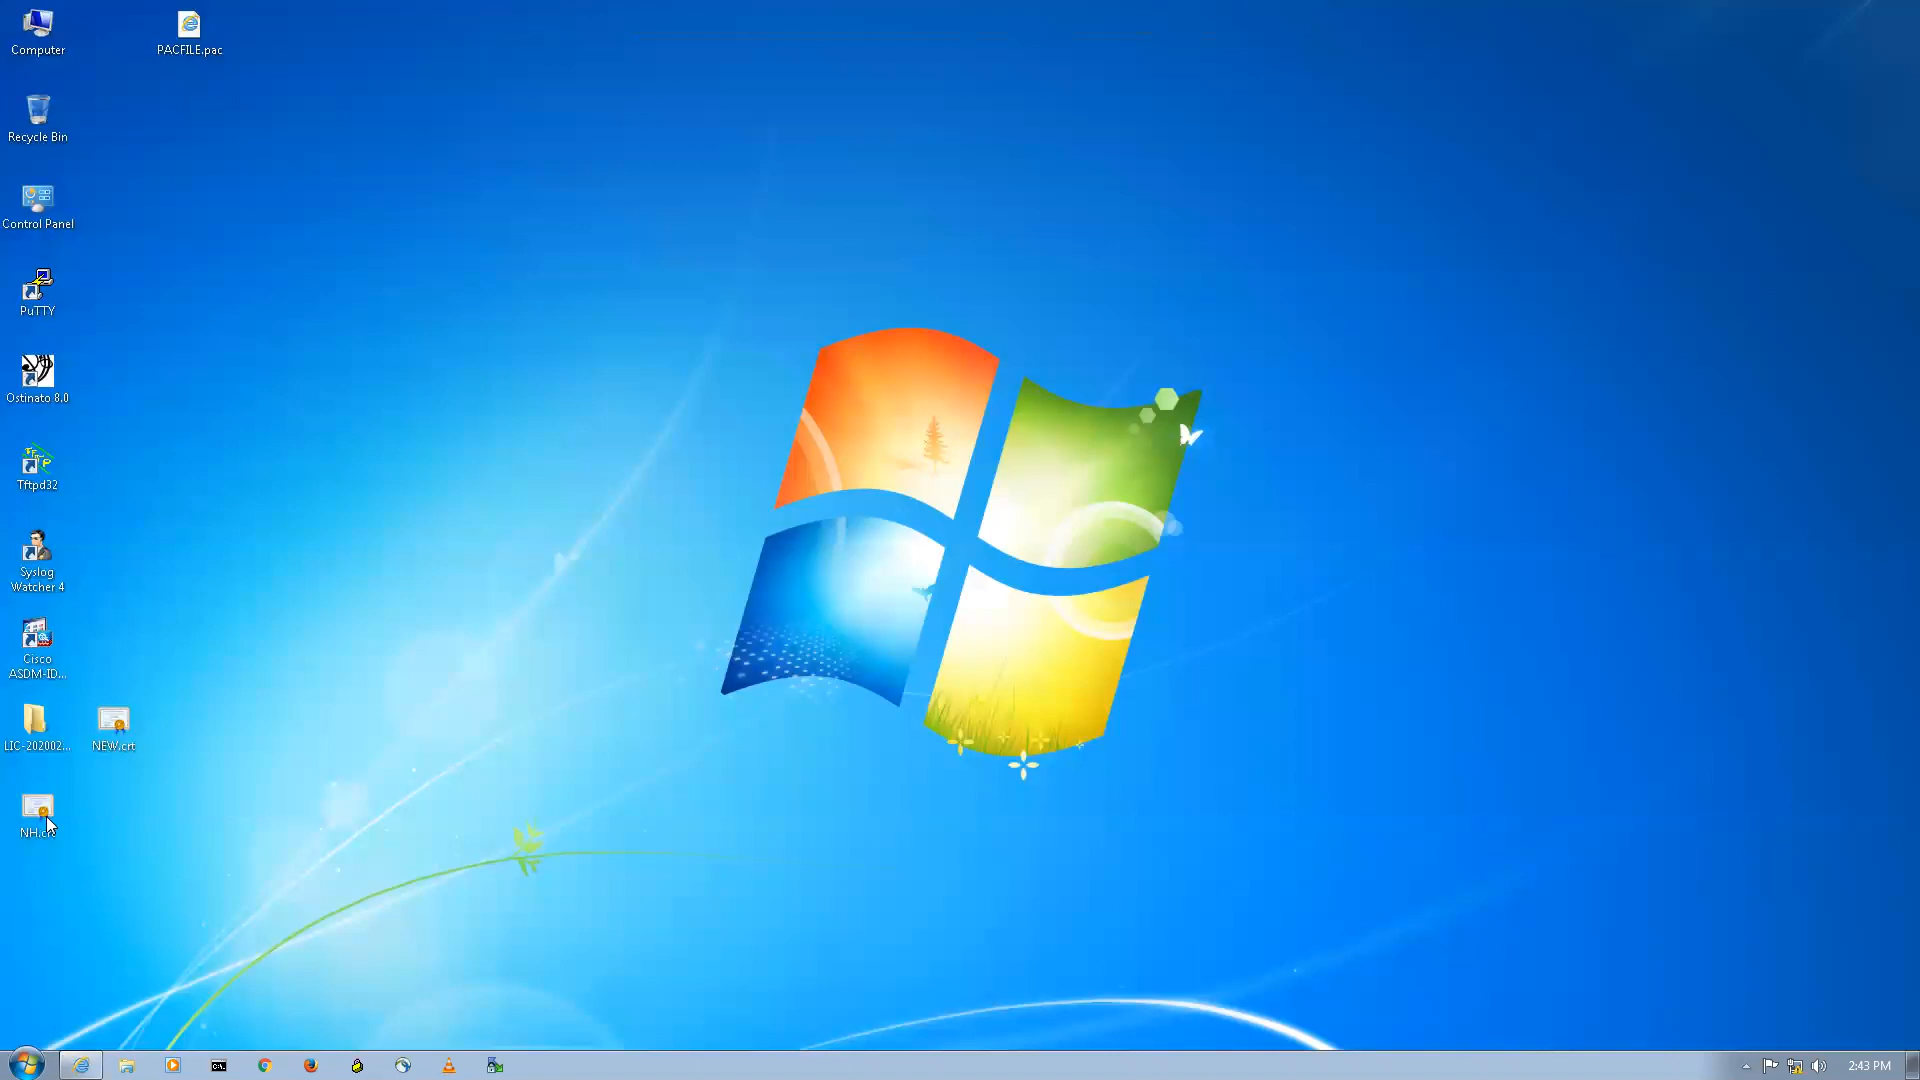 Computer
PACFILE.pac
Recycle Bin
Control Panel
PuTTY
Ostinato 8.0
Tftpd32
Syslog
Watcher 4
Cisco
ASDM-ID...
LIC-202002...
NEW.crt
NH.crt
C:\.
2:43 PM